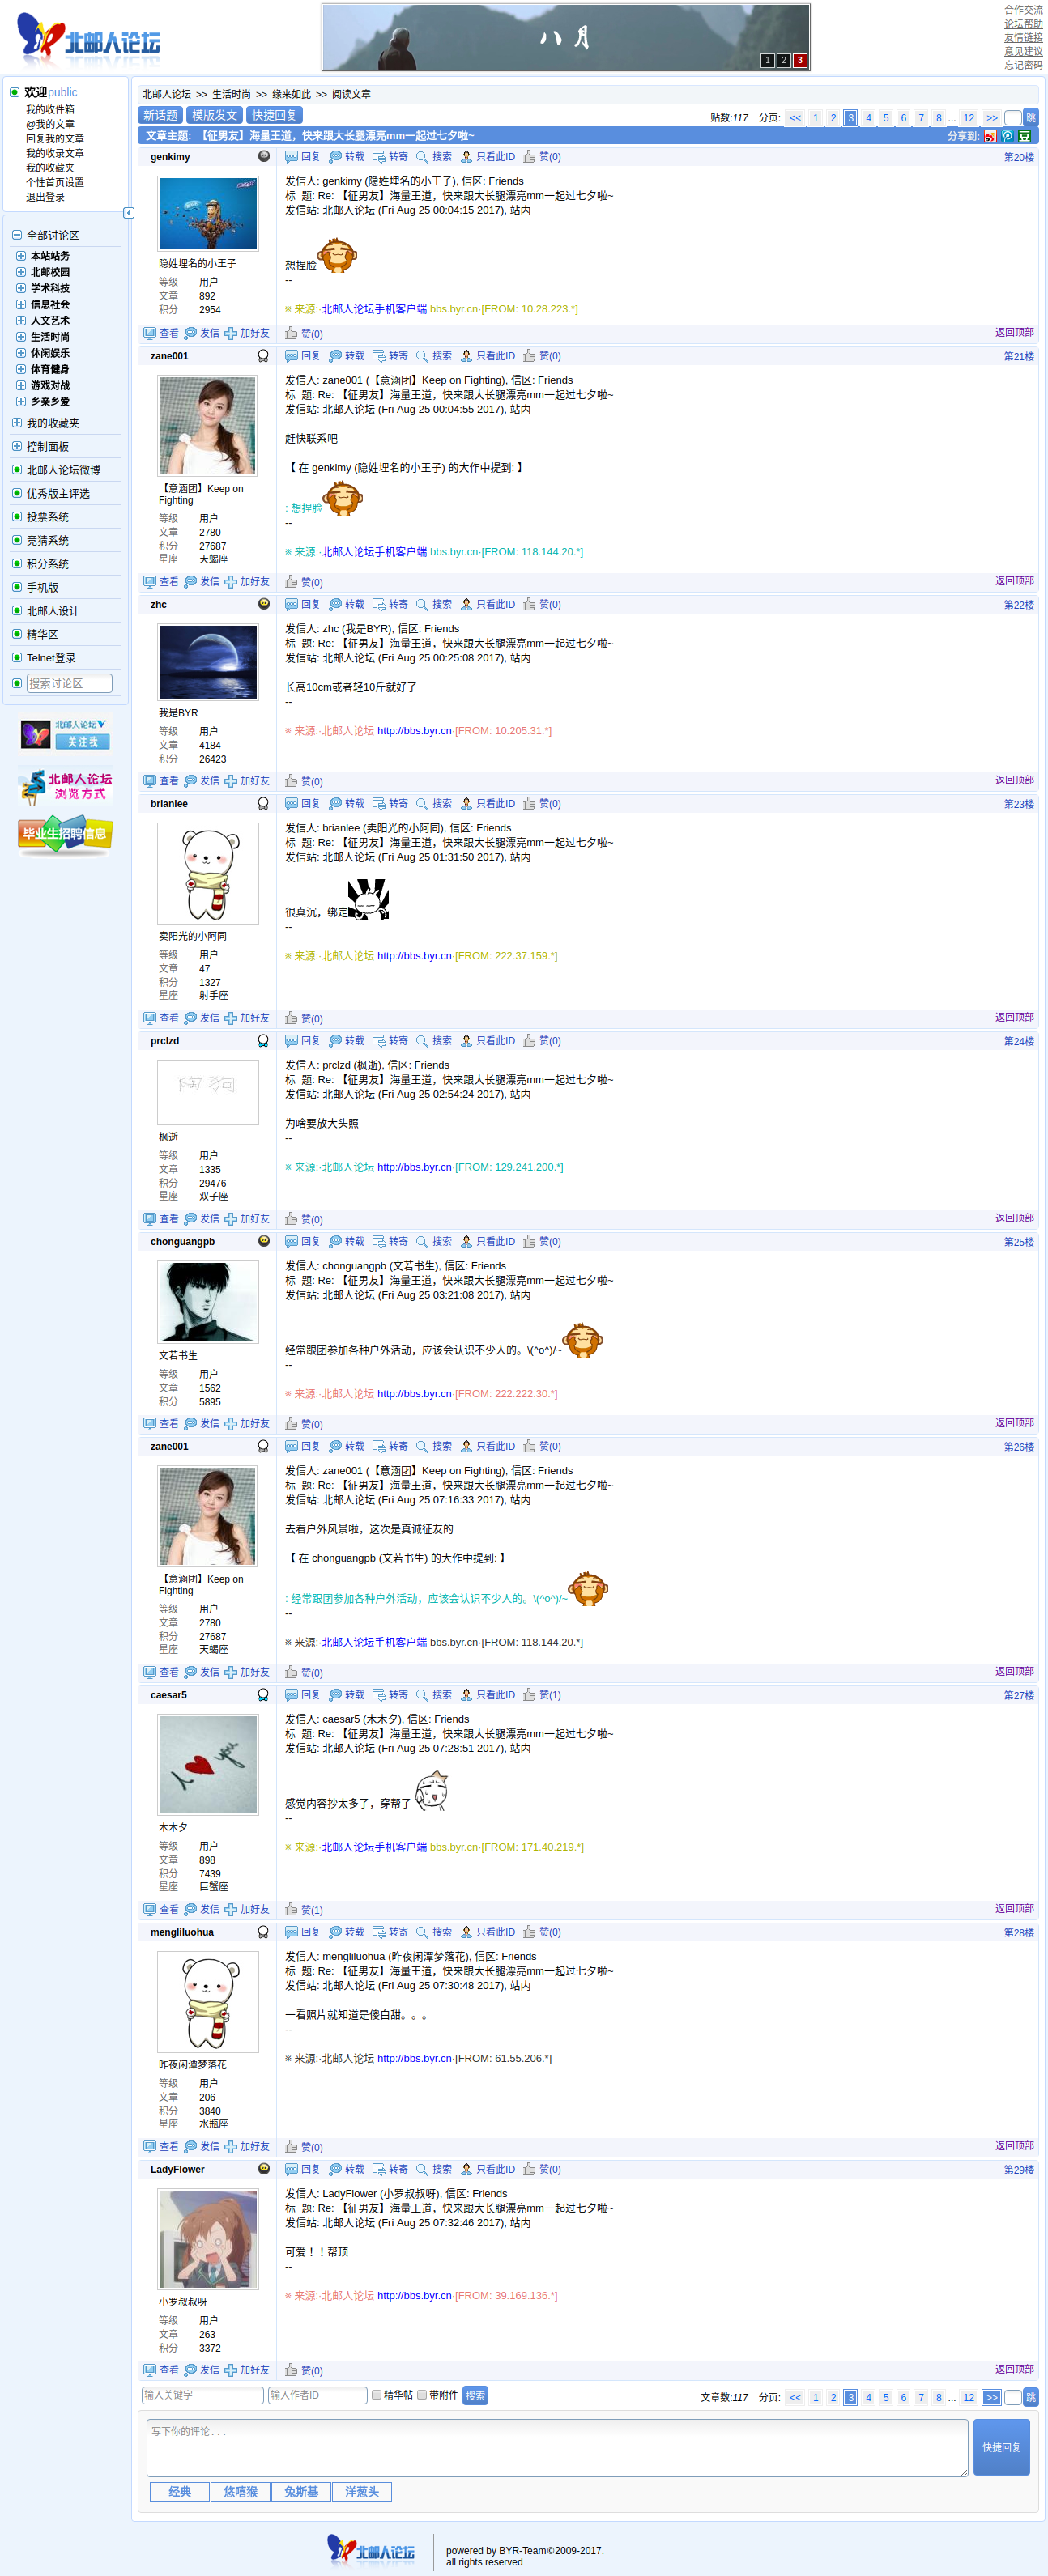 北邮人论坛
八月
1 2 3
合作交流
论坛帮助
友情链接
意见建议
忘记密码
欢迎public
我的收件箱
@我的文章
回复我的文章
我的收录文章
我的收藏夹
个性首页设置
退出登录
全部讨论区
本站站务
北邮校园
学术科技
信息社会
人文艺术
生活时尚
休闲娱乐
体育健身
游戏对战
乡亲乡爱
我的收藏夹
控制面板
北邮人论坛微博
优秀版主评选
投票系统
竞猜系统
积分系统
手机版
北邮人设计
精华区
Telnet登录
搜索讨论区
北邮人论坛
关注我
北邮人论坛
浏览方式
毕业生招聘信息
北邮人论坛 >> 生活时尚 >> 缘来如此 >> 阅读文章
新话题 模版发文 快捷回复
贴数:117 分页: << 1 2 3 4 5 6 7 8 ... 12 >> 跳
文章主题: 【征男友】海量王道，快来跟大长腿漂亮mm一起过七夕啦~
分享到: 豆
genkimy
回复 转载 转寄 搜索 只看此ID 赞(0)
第20楼
隐姓埋名的小王子
等级 用户
文章 892
积分 2954
发信人: genkimy (隐姓埋名的小王子), 信区: Friends
标 题: Re: 【征男友】海量王道，快来跟大长腿漂亮mm一起过七夕啦~
发信站: 北邮人论坛 (Fri Aug 25 00:04:15 2017), 站内
想捏脸
--
※ 来源:·北邮人论坛手机客户端 bbs.byr.cn·[FROM: 10.28.223.*]
查看 发信 加好友 赞(0) 返回顶部
zane001
回复 转载 转寄 搜索 只看此ID 赞(0)
第21楼
【意涵团】Keep on
Fighting
等级 用户
文章 2780
积分 27687
星座 天蝎座
发信人: zane001 (【意涵团】Keep on Fighting), 信区: Friends
标 题: Re: 【征男友】海量王道，快来跟大长腿漂亮mm一起过七夕啦~
发信站: 北邮人论坛 (Fri Aug 25 00:04:55 2017), 站内
赶快联系吧
【 在 genkimy (隐姓埋名的小王子) 的大作中提到: 】
: 想捏脸
--
※ 来源:·北邮人论坛手机客户端 bbs.byr.cn·[FROM: 118.144.20.*]
查看 发信 加好友 赞(0) 返回顶部
zhc
回复 转载 转寄 搜索 只看此ID 赞(0)
第22楼
我是BYR
等级 用户
文章 4184
积分 26423
发信人: zhc (我是BYR), 信区: Friends
标 题: Re: 【征男友】海量王道，快来跟大长腿漂亮mm一起过七夕啦~
发信站: 北邮人论坛 (Fri Aug 25 00:25:08 2017), 站内
长高10cm或者轻10斤就好了
--
※ 来源:·北邮人论坛 http://bbs.byr.cn·[FROM: 10.205.31.*]
查看 发信 加好友 赞(0) 返回顶部
brianlee
回复 转载 转寄 搜索 只看此ID 赞(0)
第23楼
卖阳光的小阿同
等级 用户
文章 47
积分 1327
星座 射手座
发信人: brianlee (卖阳光的小阿同), 信区: Friends
标 题: Re: 【征男友】海量王道，快来跟大长腿漂亮mm一起过七夕啦~
发信站: 北邮人论坛 (Fri Aug 25 01:31:50 2017), 站内
很真沉，绑定
--
※ 来源:·北邮人论坛 http://bbs.byr.cn·[FROM: 222.37.159.*]
查看 发信 加好友 赞(0) 返回顶部
prclzd
回复 转载 转寄 搜索 只看此ID 赞(0)
第24楼
枫逝
等级 用户
文章 1335
积分 29476
星座 双子座
发信人: prclzd (枫逝), 信区: Friends
标 题: Re: 【征男友】海量王道，快来跟大长腿漂亮mm一起过七夕啦~
发信站: 北邮人论坛 (Fri Aug 25 02:54:24 2017), 站内
为啥要放大头照
--
※ 来源:·北邮人论坛 http://bbs.byr.cn·[FROM: 129.241.200.*]
查看 发信 加好友 赞(0) 返回顶部
chonguangpb
回复 转载 转寄 搜索 只看此ID 赞(0)
第25楼
文若书生
等级 用户
文章 1562
积分 5895
发信人: chonguangpb (文若书生), 信区: Friends
标 题: Re: 【征男友】海量王道，快来跟大长腿漂亮mm一起过七夕啦~
发信站: 北邮人论坛 (Fri Aug 25 03:21:08 2017), 站内
经常跟团参加各种户外活动，应该会认识不少人的。\(^o^)/~
--
※ 来源:·北邮人论坛 http://bbs.byr.cn·[FROM: 222.222.30.*]
查看 发信 加好友 赞(0) 返回顶部
zane001
回复 转载 转寄 搜索 只看此ID 赞(0)
第26楼
【意涵团】Keep on
Fighting
等级 用户
文章 2780
积分 27687
星座 天蝎座
发信人: zane001 (【意涵团】Keep on Fighting), 信区: Friends
标 题: Re: 【征男友】海量王道，快来跟大长腿漂亮mm一起过七夕啦~
发信站: 北邮人论坛 (Fri Aug 25 07:16:33 2017), 站内
去看户外风景啦，这次是真诚征友的
【 在 chonguangpb (文若书生) 的大作中提到: 】
: 经常跟团参加各种户外活动，应该会认识不少人的。\(^o^)/~
--
※ 来源:·北邮人论坛手机客户端 bbs.byr.cn·[FROM: 118.144.20.*]
查看 发信 加好友 赞(0) 返回顶部
caesar5
回复 转载 转寄 搜索 只看此ID 赞(1)
第27楼
木木夕
等级 用户
文章 898
积分 7439
星座 巨蟹座
发信人: caesar5 (木木夕), 信区: Friends
标 题: Re: 【征男友】海量王道，快来跟大长腿漂亮mm一起过七夕啦~
发信站: 北邮人论坛 (Fri Aug 25 07:28:51 2017), 站内
感觉内容抄太多了，穿帮了
--
※ 来源:·北邮人论坛手机客户端 bbs.byr.cn·[FROM: 171.40.219.*]
查看 发信 加好友 赞(1) 返回顶部
mengliluohua
回复 转载 转寄 搜索 只看此ID 赞(0)
第28楼
昨夜闲潭梦落花
等级 用户
文章 206
积分 3840
星座 水瓶座
发信人: mengliluohua (昨夜闲潭梦落花), 信区: Friends
标 题: Re: 【征男友】海量王道，快来跟大长腿漂亮mm一起过七夕啦~
发信站: 北邮人论坛 (Fri Aug 25 07:30:48 2017), 站内
一看照片就知道是傻白甜。。。
--
※ 来源:·北邮人论坛 http://bbs.byr.cn·[FROM: 61.55.206.*]
查看 发信 加好友 赞(0) 返回顶部
LadyFlower
回复 转载 转寄 搜索 只看此ID 赞(0)
第29楼
小罗叔叔呀
等级 用户
文章 263
积分 3372
发信人: LadyFlower (小罗叔叔呀), 信区: Friends
标 题: Re: 【征男友】海量王道，快来跟大长腿漂亮mm一起过七夕啦~
发信站: 北邮人论坛 (Fri Aug 25 07:32:46 2017), 站内
可爱！！帮顶
--
※ 来源:·北邮人论坛 http://bbs.byr.cn·[FROM: 39.169.136.*]
查看 发信 加好友 赞(0) 返回顶部
输入关键字 输入作者ID 精华帖 带附件 搜索
文章数:117 分页: << 1 2 3 4 5 6 7 8 ... 12 >> 跳
写下你的评论...
快捷回复
经典 悠嘻猴 兔斯基 洋葱头
北邮人论坛
powered by BYR-Team©2009-2017.
all rights reserved